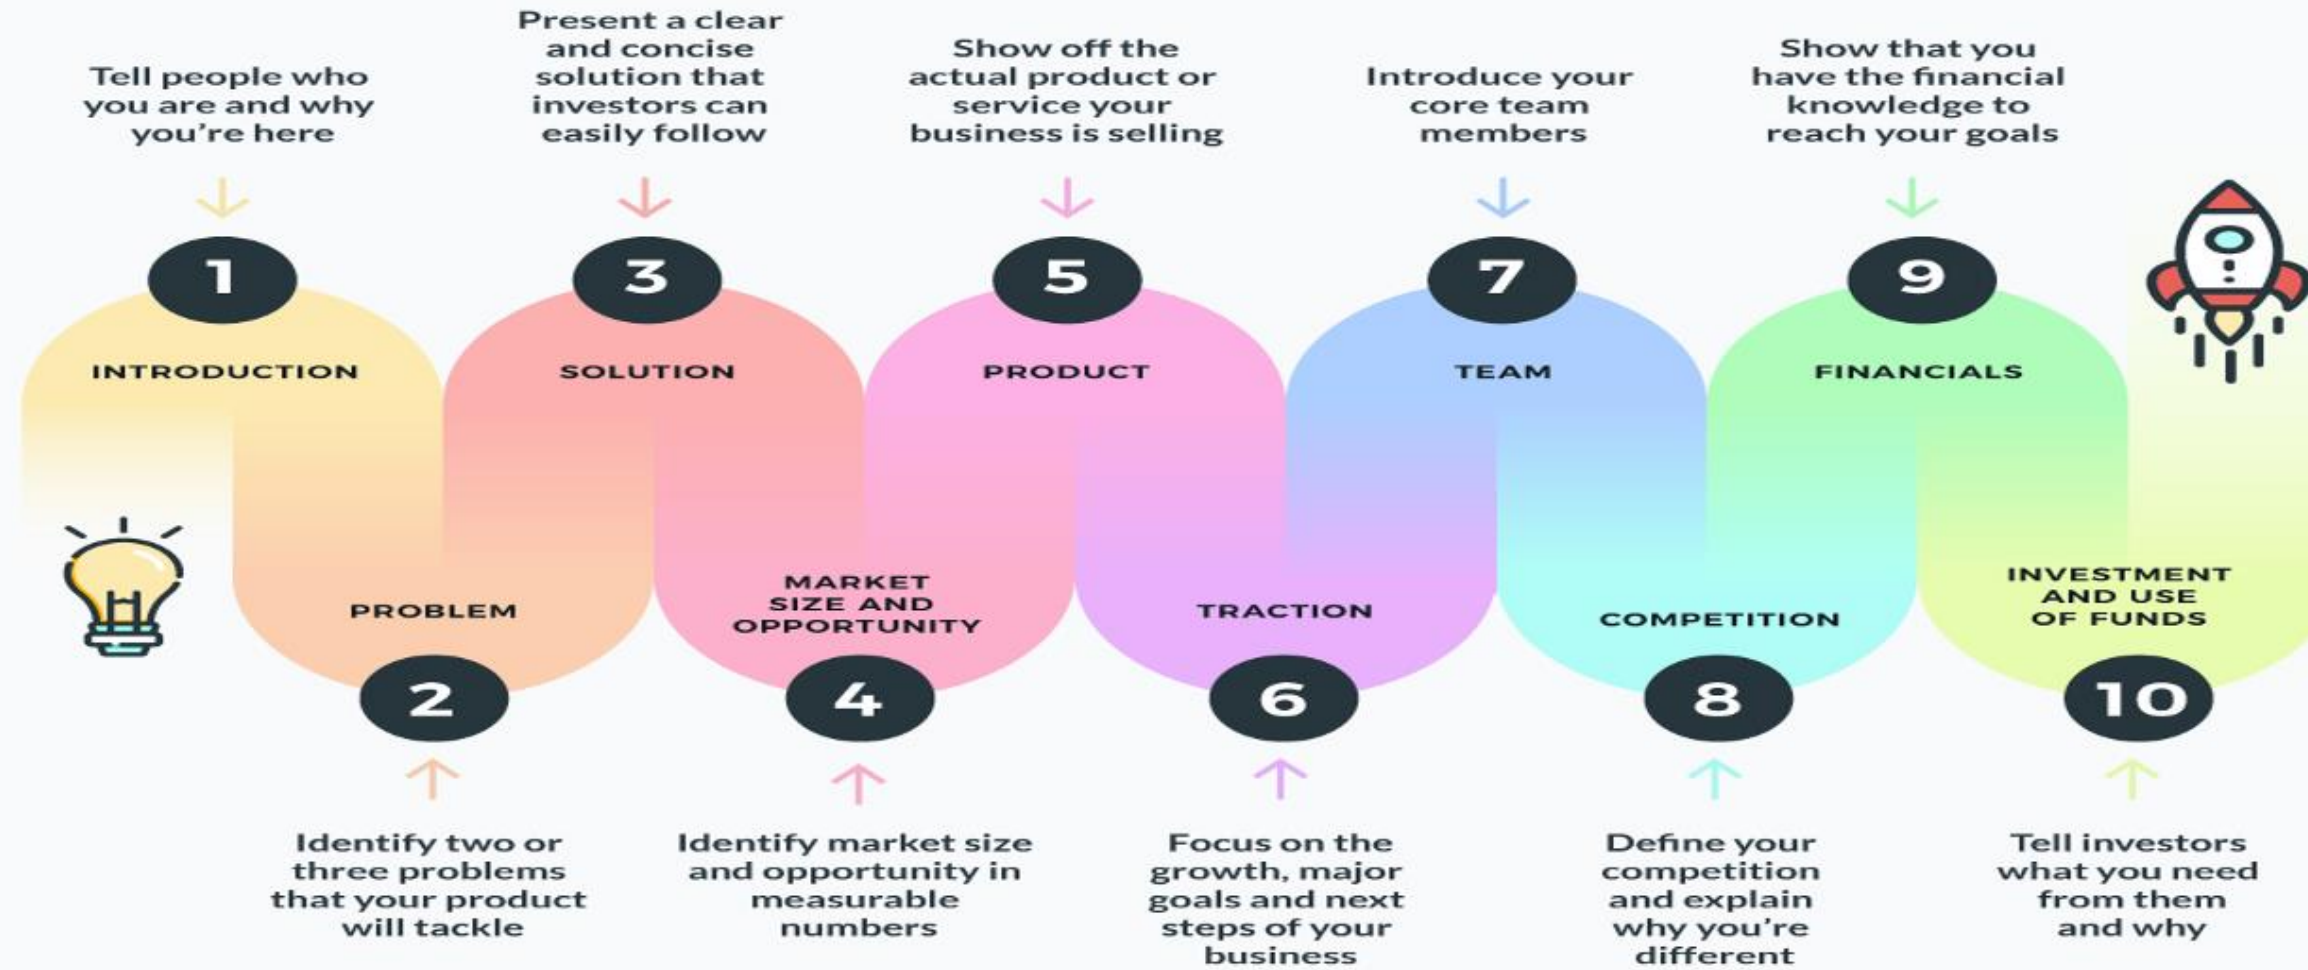 Tell people who
you are and why
you're here
1
INTRODUCTION
PROBLEM
2
Identify two or
three problems
that your product
will tackle
Present a clear
and concise
solution that
investors can
easily follow
3
SOLUTION
MARKET
SIZE AND
OPPORTUNITY
4
Identify market size
and opportunity in
measurable
numbers
Show off the
actual product or
service your
business is selling
5
PRODUCT
TRACTION
6
Focus on the
growth, major
goals and next
steps of your
business
Introduce your
core team
members
7
TEAM
COMPETITION
8
Define your
competition
and explain
why you're
different
Show that you
have the financial
knowledge to
reach your goals
9
FINANCIALS
INVESTMENT
AND USE
OF FUNDS
10
Tell investors
what you need
from them
and why